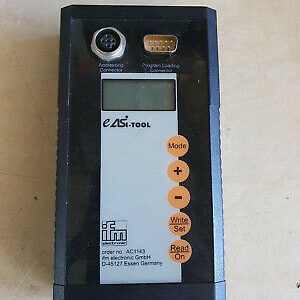 Addressing
Connector
Program Loading
Connector
eASi-TOOL
Mode
+
-
Write
Set
Read
On
ifm
electronic
order no. AC1143
ifm electronic GmbH
D-45127 Essen Germany